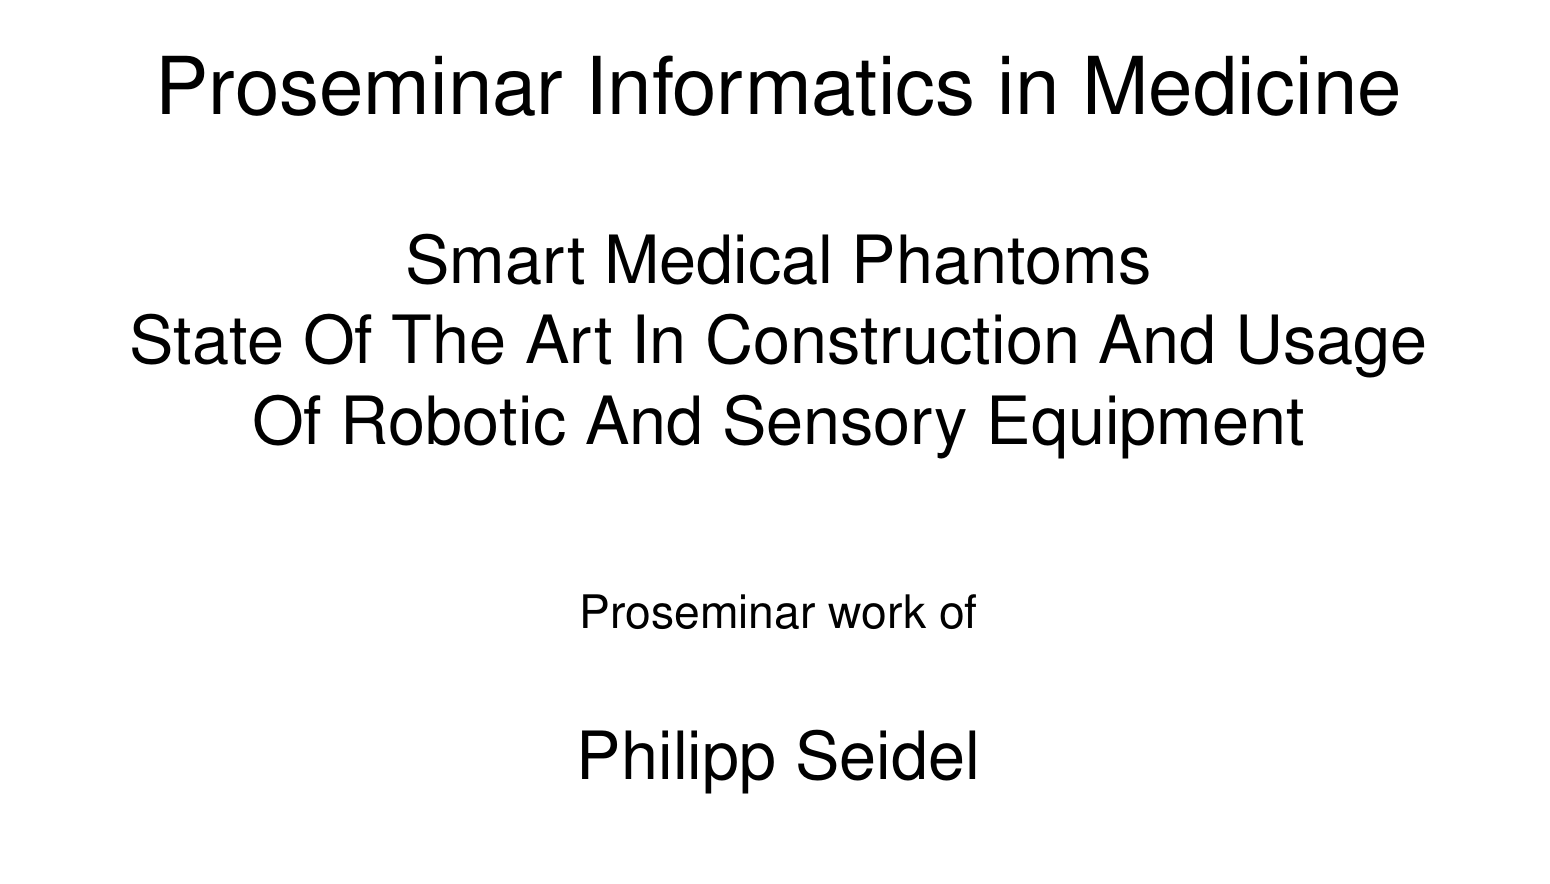 Proseminar Informatics in Medicine
Smart Medical Phantoms
State Of The Art In Construction And Usage
Of Robotic And Sensory Equipment
Proseminar work of
Philipp Seidel